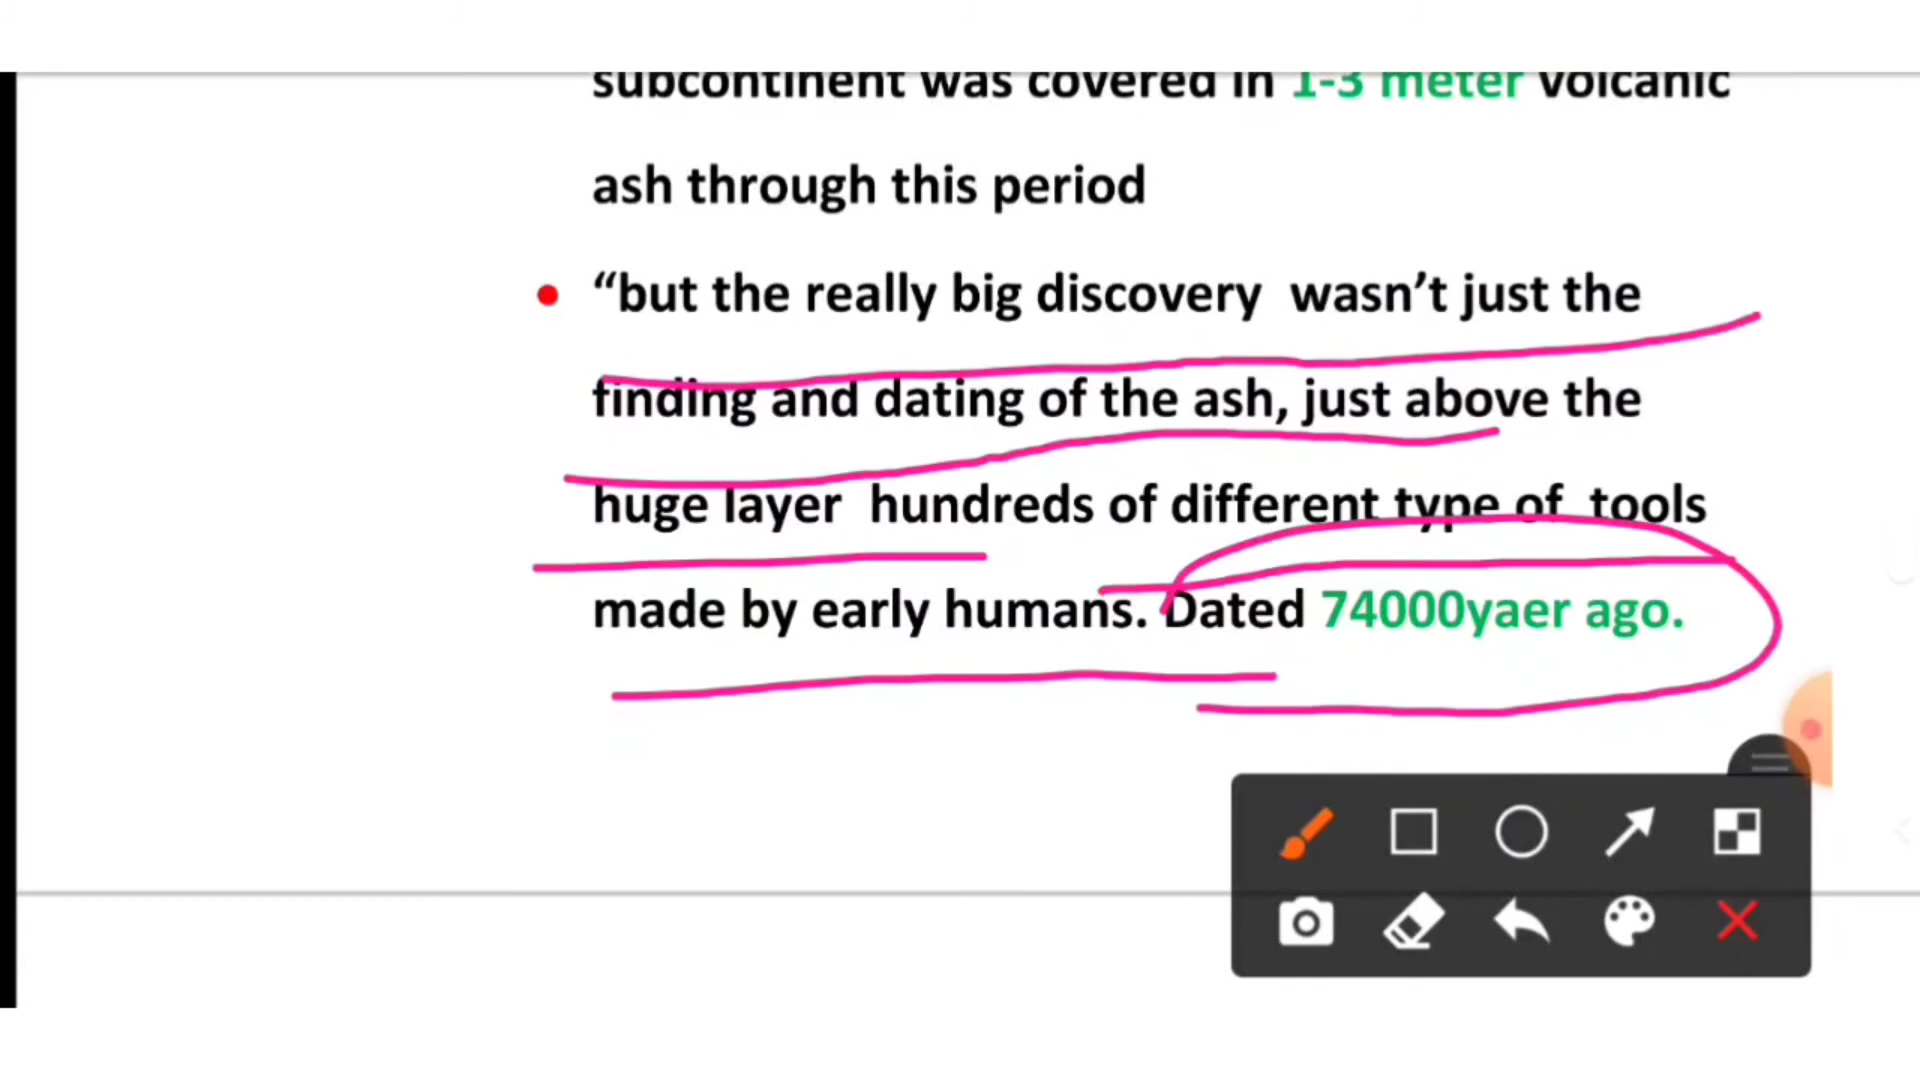 subcontinent was covered in 1-3 meter volcanic
ash through this period
• “but the really big discovery wasn’t just the
finding and dating of the ash, just above the
huge layer hundreds of different type of tools
made by early humans. Dated 74000yaer ago.